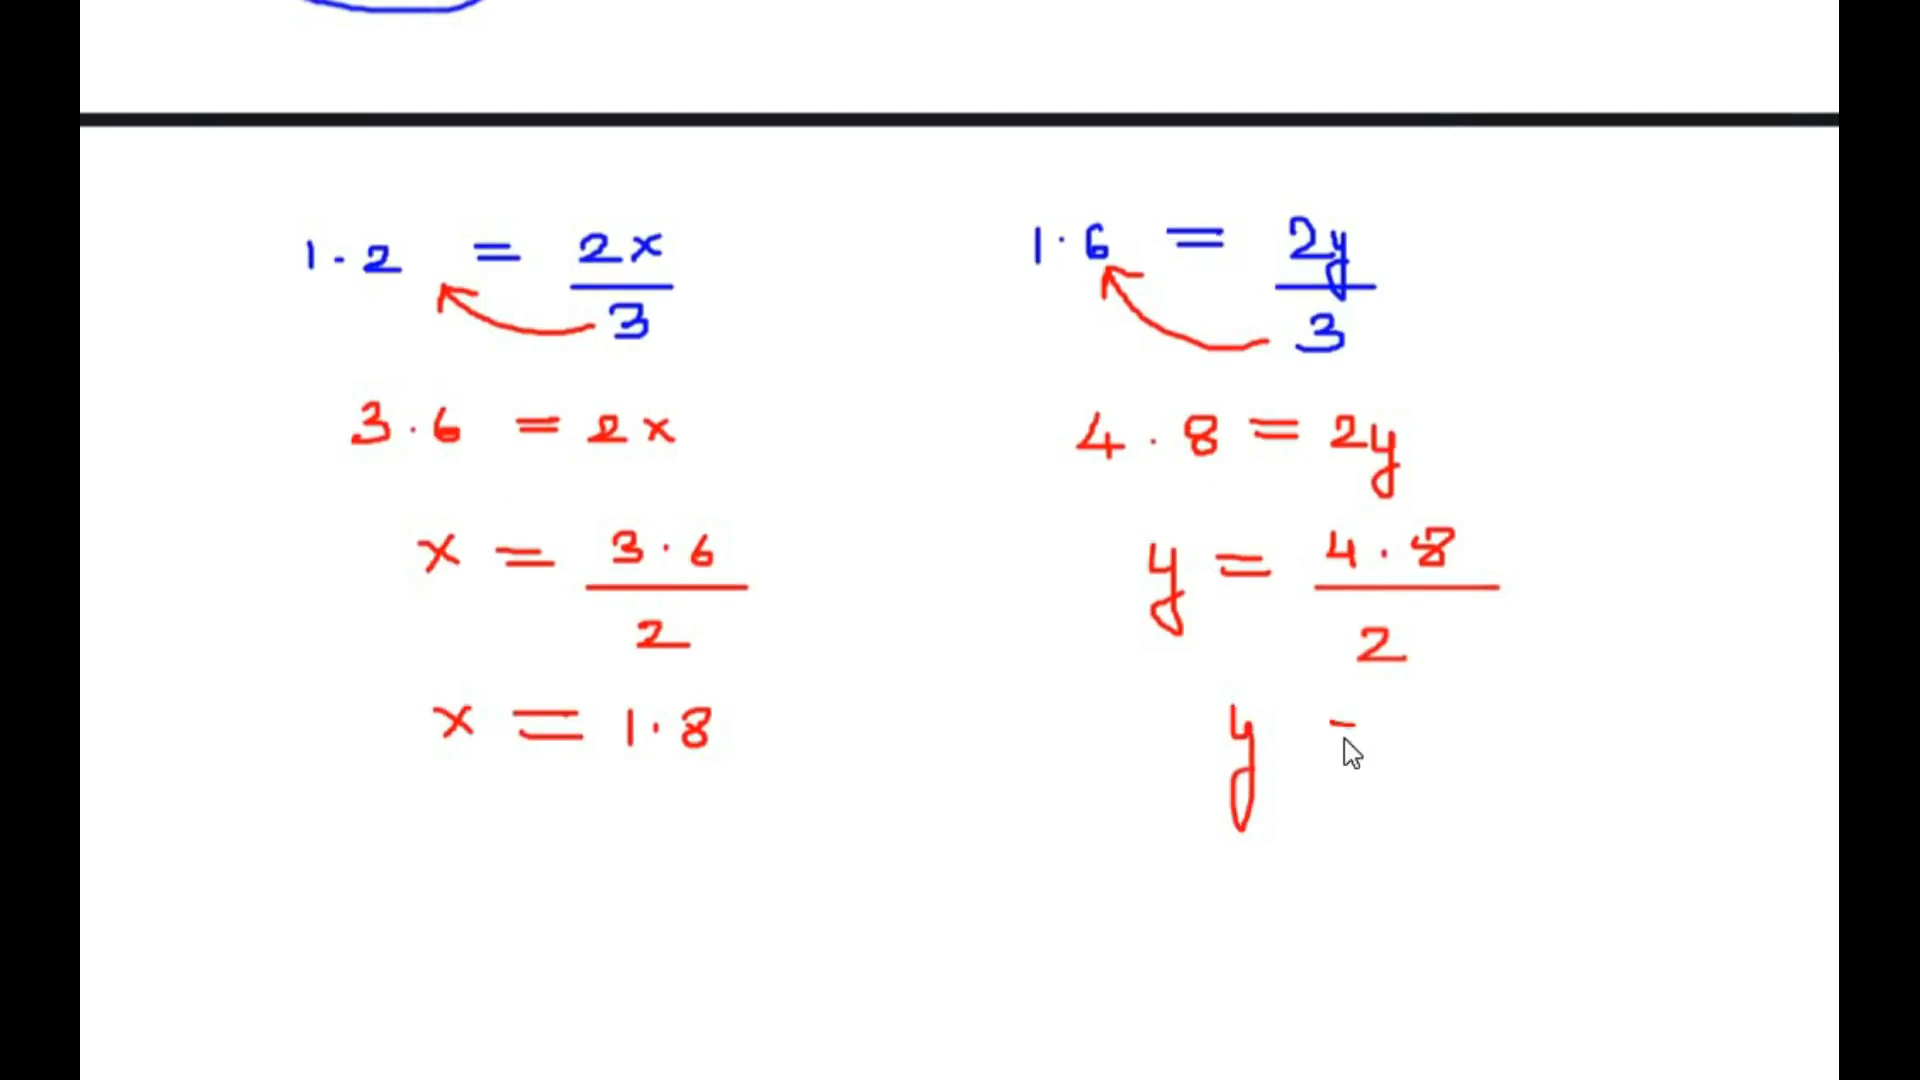 1.2 = 2x/3
3.6 = 2x
x = 3.6/2
x = 1.8
1.6 = 2y/3
4.8 = 2y
y = 4.8/2
y -